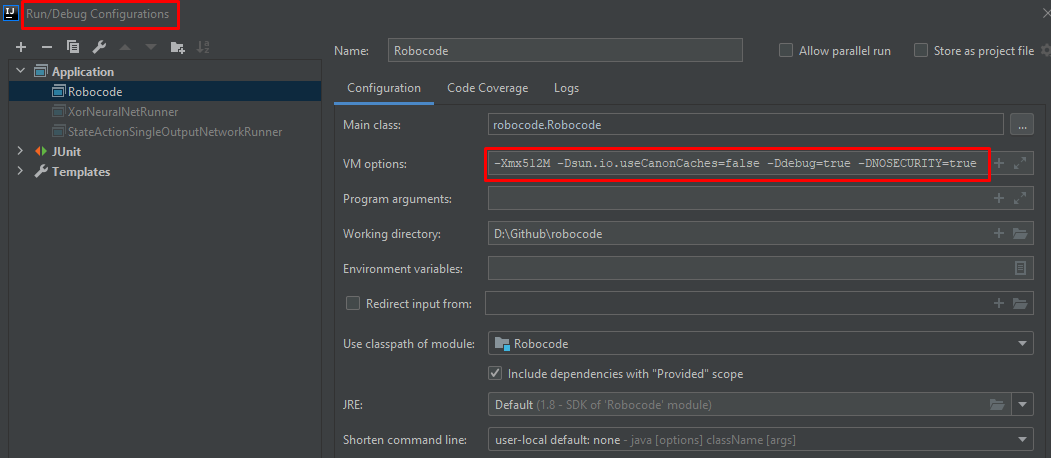 IJ Run/Debug Configurations
Name: Robocode Allow parallel run Store as project file
Application
Robocode
XorNeuralNetRunner
StateActionSingleOutputNetworkRunner
JUnit
Templates
Configuration Code Coverage Logs
Main class: robocode.Robocode ...
VM options: -Xmx512M -Dsun.io.useCanonCaches=false -Ddebug=true -DNOSECURITY=true
Program arguments:
Working directory: D:\Github\robocode
Environment variables:
Redirect input from:
Use classpath of module: Robocode
Include dependencies with "Provided" scope
JRE: Default (1.8 - SDK of 'Robocode' module)
Shorten command line: user-local default: none - java [options] className [args]